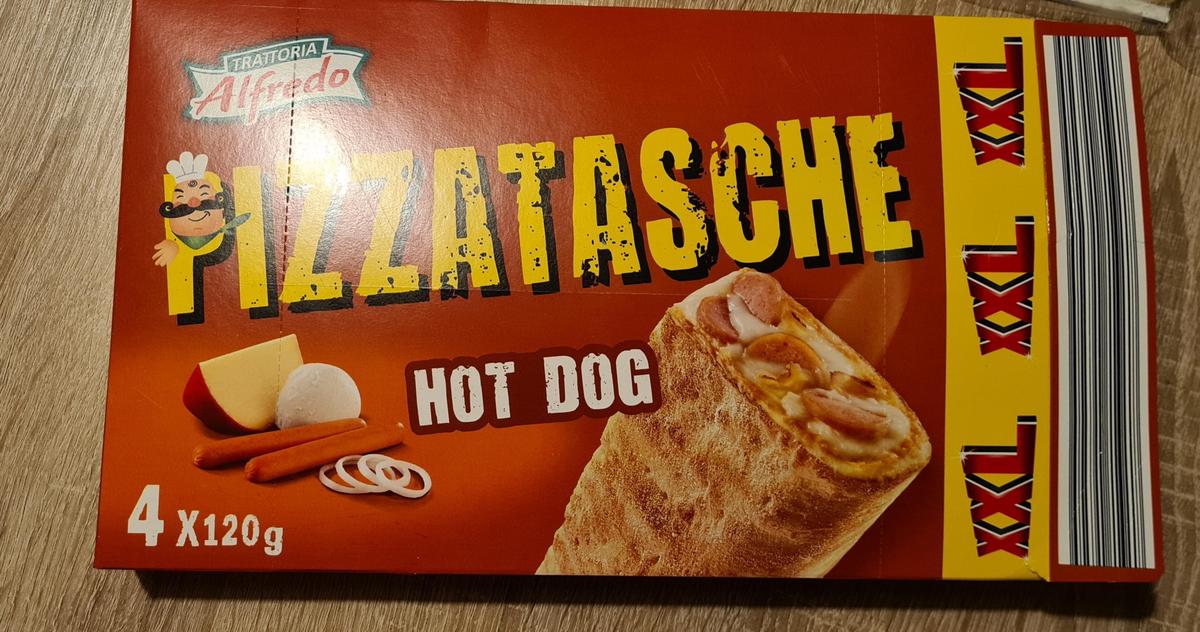 TRATTORIA
Alfredo
PIZZATASCHE
HOT DOG
4 X120g
XXL
XXL
XXL